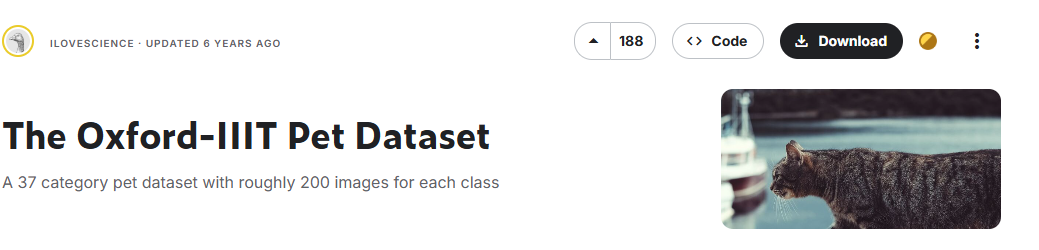 ILOVESCIENCE · UPDATED 6 YEARS AGO
188
Code
Download
The Oxford-IIIT Pet Dataset
A 37 category pet dataset with roughly 200 images for each class